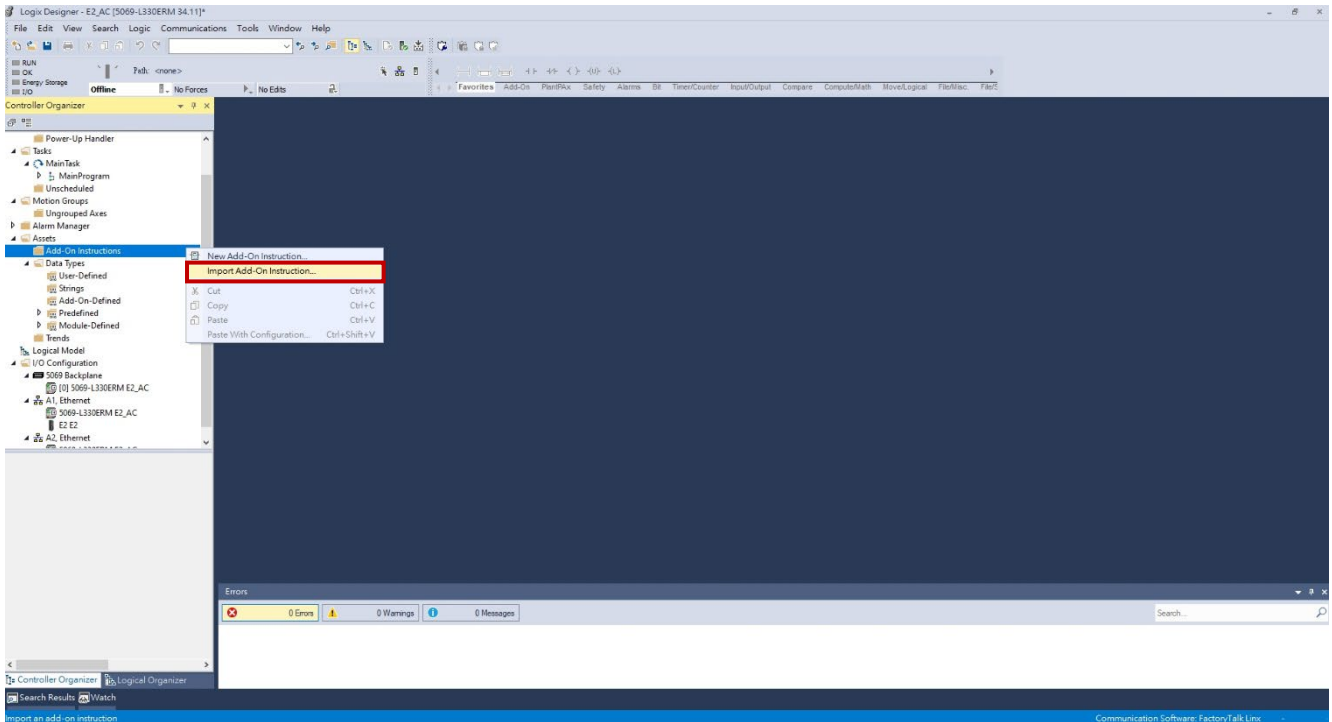 Logix Designer - E2_AC [5069-L330ERM 34.11]*
File Edit View Search Logic Communications Tools Window Help
RUN
OK
Energy Storage
I/O
Path: <none>
Offline
No Forces
No Edits
Favorites Add-On PlantPAx Safety Alarms Bit Timer/Counter Input/Output Compare Compute/Math Move/Logical File/Misc. File/S
Controller Organizer
Power-Up Handler
Tasks
MainTask
MainProgram
Unscheduled
Motion Groups
Ungrouped Axes
Alarm Manager
Assets
Add-On Instructions
Data Types
User-Defined
Strings
Add-On-Defined
Predefined
Module-Defined
Trends
Logical Model
I/O Configuration
5069 Backplane
[0] 5069-L330ERM E2_AC
A1, Ethernet
5069-L330ERM E2_AC
E2 E2
A2, Ethernet
New Add-On Instruction...
Import Add-On Instruction...
Cut Ctrl+X
Copy Ctrl+C
Paste Ctrl+V
Paste With Configuration... Ctrl+Shift+V
Errors
0 Errors 0 Warnings 0 Messages
Search...
Controller Organizer Logical Organizer
Search Results Watch
Import an add-on instruction
Communication Software: FactoryTalk Linx